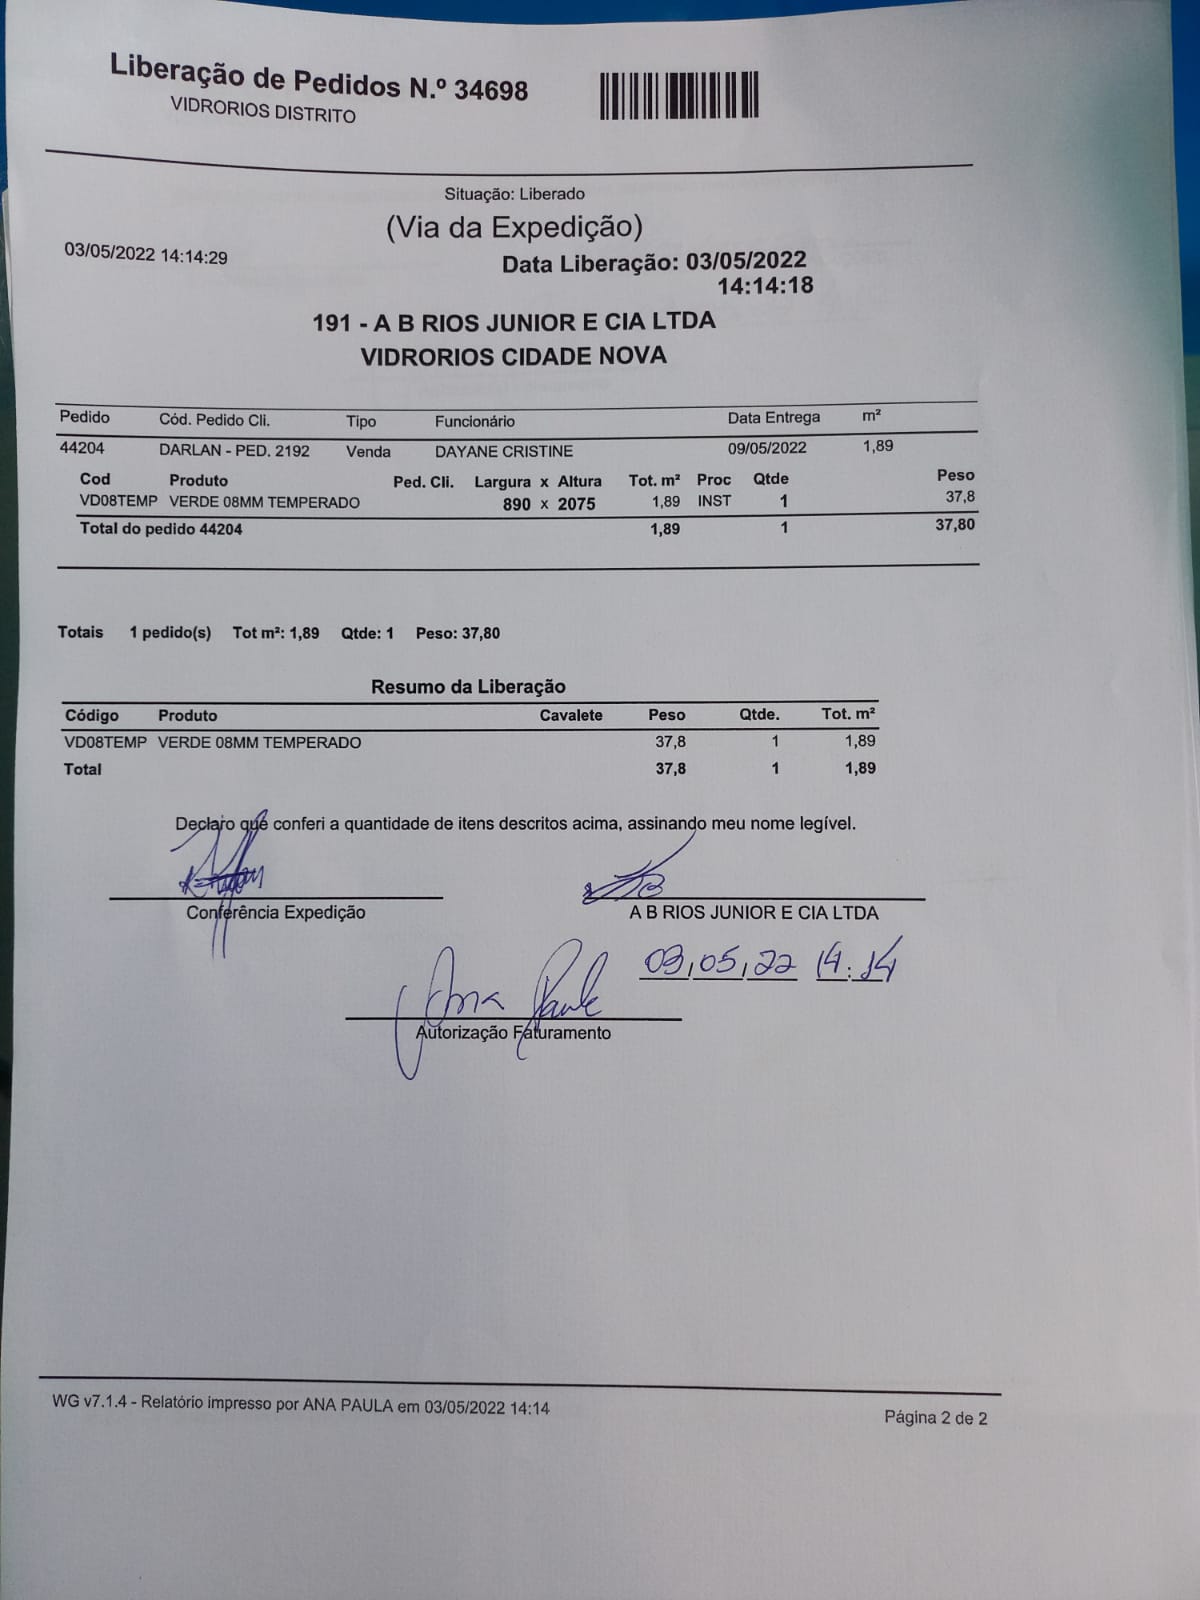 Liberação de Pedidos N.º 34698
VIDRORIOS DISTRITO
Situação: Liberado
(Via da Expedição)
03/05/2022 14:14:29
Data Liberação: 03/05/2022
14:14:18
191 - A B RIOS JUNIOR E CIA LTDA
VIDRORIOS CIDADE NOVA
Pedido Cód. Pedido Cli. Tipo Funcionário Data Entrega m²
44204 DARLAN - PED. 2192 Venda DAYANE CRISTINE 09/05/2022 1,89
Cod Produto Ped. Cli. Largura x Altura Tot. m² Proc Qtde Peso
VD08TEMP VERDE 08MM TEMPERADO 890 x 2075 1,89 INST 1 37,8
Total do pedido 44204 1,89 1 37,80
Totais 1 pedido(s) Tot m²: 1,89 Qtde: 1 Peso: 37,80
Resumo da Liberação
Código Produto Cavalete Peso Qtde. Tot. m²
VD08TEMP VERDE 08MM TEMPERADO 37,8 1 1,89
Total 37,8 1 1,89
Declaro que conferi a quantidade de itens descritos acima, assinando meu nome legível.
Conferência Expedição
A B RIOS JUNIOR E CIA LTDA
03,05,22 14:14
Ana Paula
Autorização Faturamento
WG v7.1.4 - Relatório impresso por ANA PAULA em 03/05/2022 14:14
Página 2 de 2